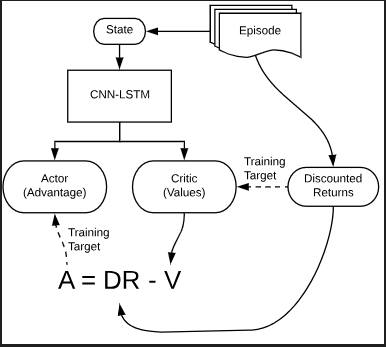 State
Episode
CNN-LSTM
Actor
(Advantage)
Critic
(Values)
Training
Target
Discounted
Returns
Training
Target
A = DR - V